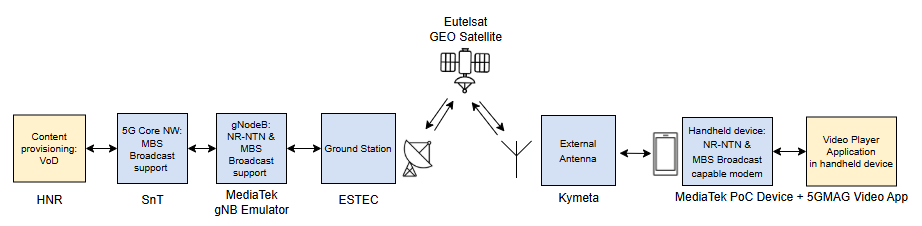 Eutelsat
GEO Satellite
Content
provisioning:
VoD
5G Core NW:
MBS
Broadcast
support
gNodeB:
NR-NTN &
MBS
Broadcast
support
Ground Station
External
Antenna
Handheld device:
NR-NTN &
MBS Broadcast
capable modem
Video Player
Application
in handheld device
HNR
SnT
MediaTek
gNB Emulator
ESTEC
Kymeta
MediaTek PoC Device + 5GMAG Video App